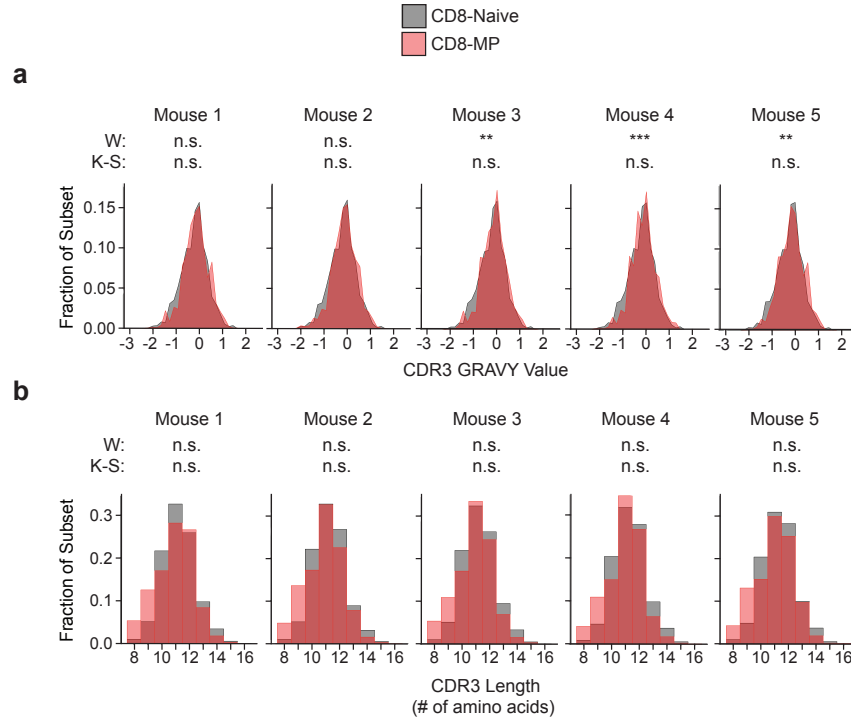 CD8-Naive
CD8-MP
a
Mouse 1 Mouse 2 Mouse 3 Mouse 4 Mouse 5
W: n.s. n.s. ** *** **
K-S: n.s. n.s. n.s. n.s. n.s.
Fraction of Subset
0.15
0.10
0.05
0.00
-3 -2 -1 0 1 2 -3 -2 -1 0 1 2 -3 -2 -1 0 1 2 -3 -2 -1 0 1 2 -3 -2 -1 0 1 2
CDR3 GRAVY Value
b
Mouse 1 Mouse 2 Mouse 3 Mouse 4 Mouse 5
W: n.s. n.s. n.s. n.s. n.s.
K-S: n.s. n.s. n.s. n.s. n.s.
Fraction of Subset
0.3
0.2
0.1
0.0
8 10 12 14 16 8 10 12 14 16 8 10 12 14 16 8 10 12 14 16 8 10 12 14 16
CDR3 Length
(# of amino acids)